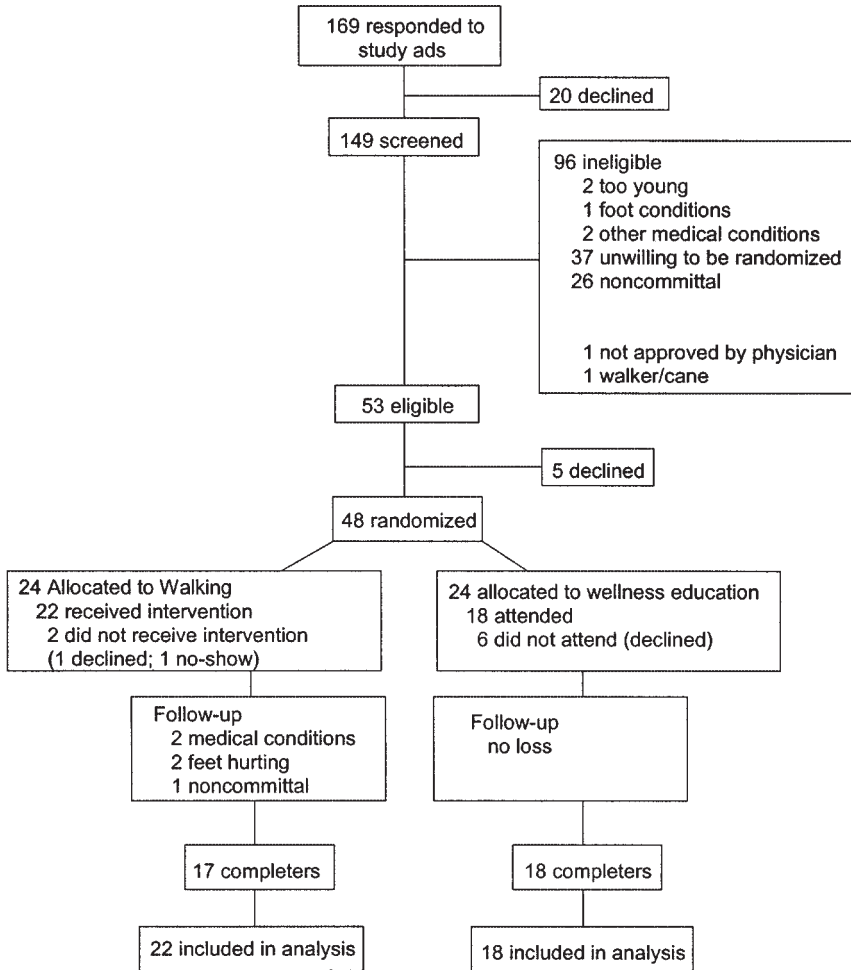 169 responded to
study ads
20 declined
149 screened
96 ineligible
2 too young
1 foot conditions
2 other medical conditions
37 unwilling to be randomized
26 noncommittal
1 not approved by physician
1 walker/cane
53 eligible
5 declined
48 randomized
24 Allocated to Walking
22 received intervention
2 did not receive intervention
(1 declined; 1 no-show)
24 allocated to wellness education
18 attended
6 did not attend (declined)
Follow-up
2 medical conditions
2 feet hurting
1 noncommittal
Follow-up
no loss
17 completers
18 completers
22 included in analysis
18 included in analysis